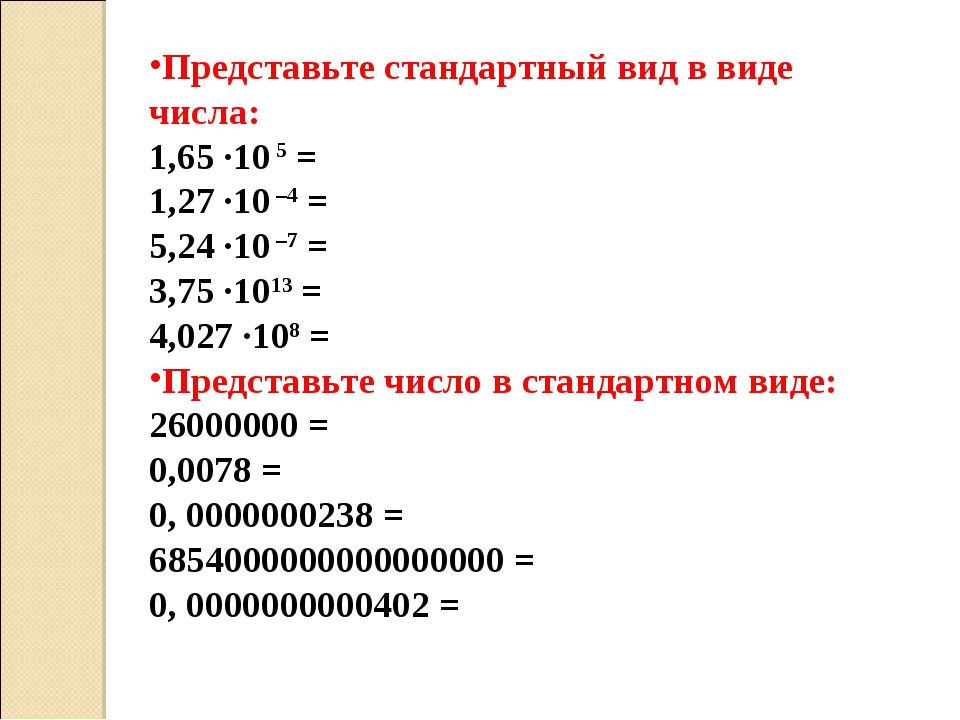 •Представьте стандартный вид в виде
числа:
1,65 ·10 ⁵ =
1,27 ·10 ⁻⁴ =
5,24 ·10 ⁻⁷ =
3,75 ·10¹³ =
4,027 ·10⁸ =
•Представьте число в стандартном виде:
26000000 =
0,0078 =
0, 0000000238 =
6854000000000000000 =
0, 0000000000402 =